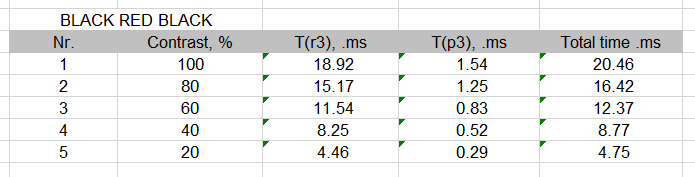 BLACK RED BLACK
Nr. Contrast, % T(r3), .ms T(p3), .ms Total time .ms
1 100 18.92 1.54 20.46
2 80 15.17 1.25 16.42
3 60 11.54 0.83 12.37
4 40 8.25 0.52 8.77
5 20 4.46 0.29 4.75